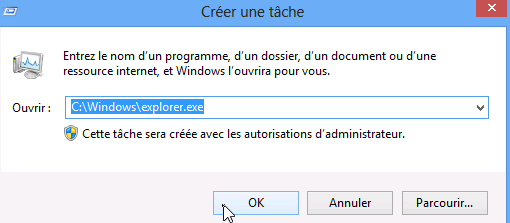 Créer une tâche
Entrez le nom d'un programme, d'un dossier, d'un document ou d'une
ressource internet, et Windows l'ouvrira pour vous.
Ouvrir : C:\Windows\explorer.exe
Cette tâche sera créée avec les autorisations d'administrateur.
OK Annuler Parcourir...